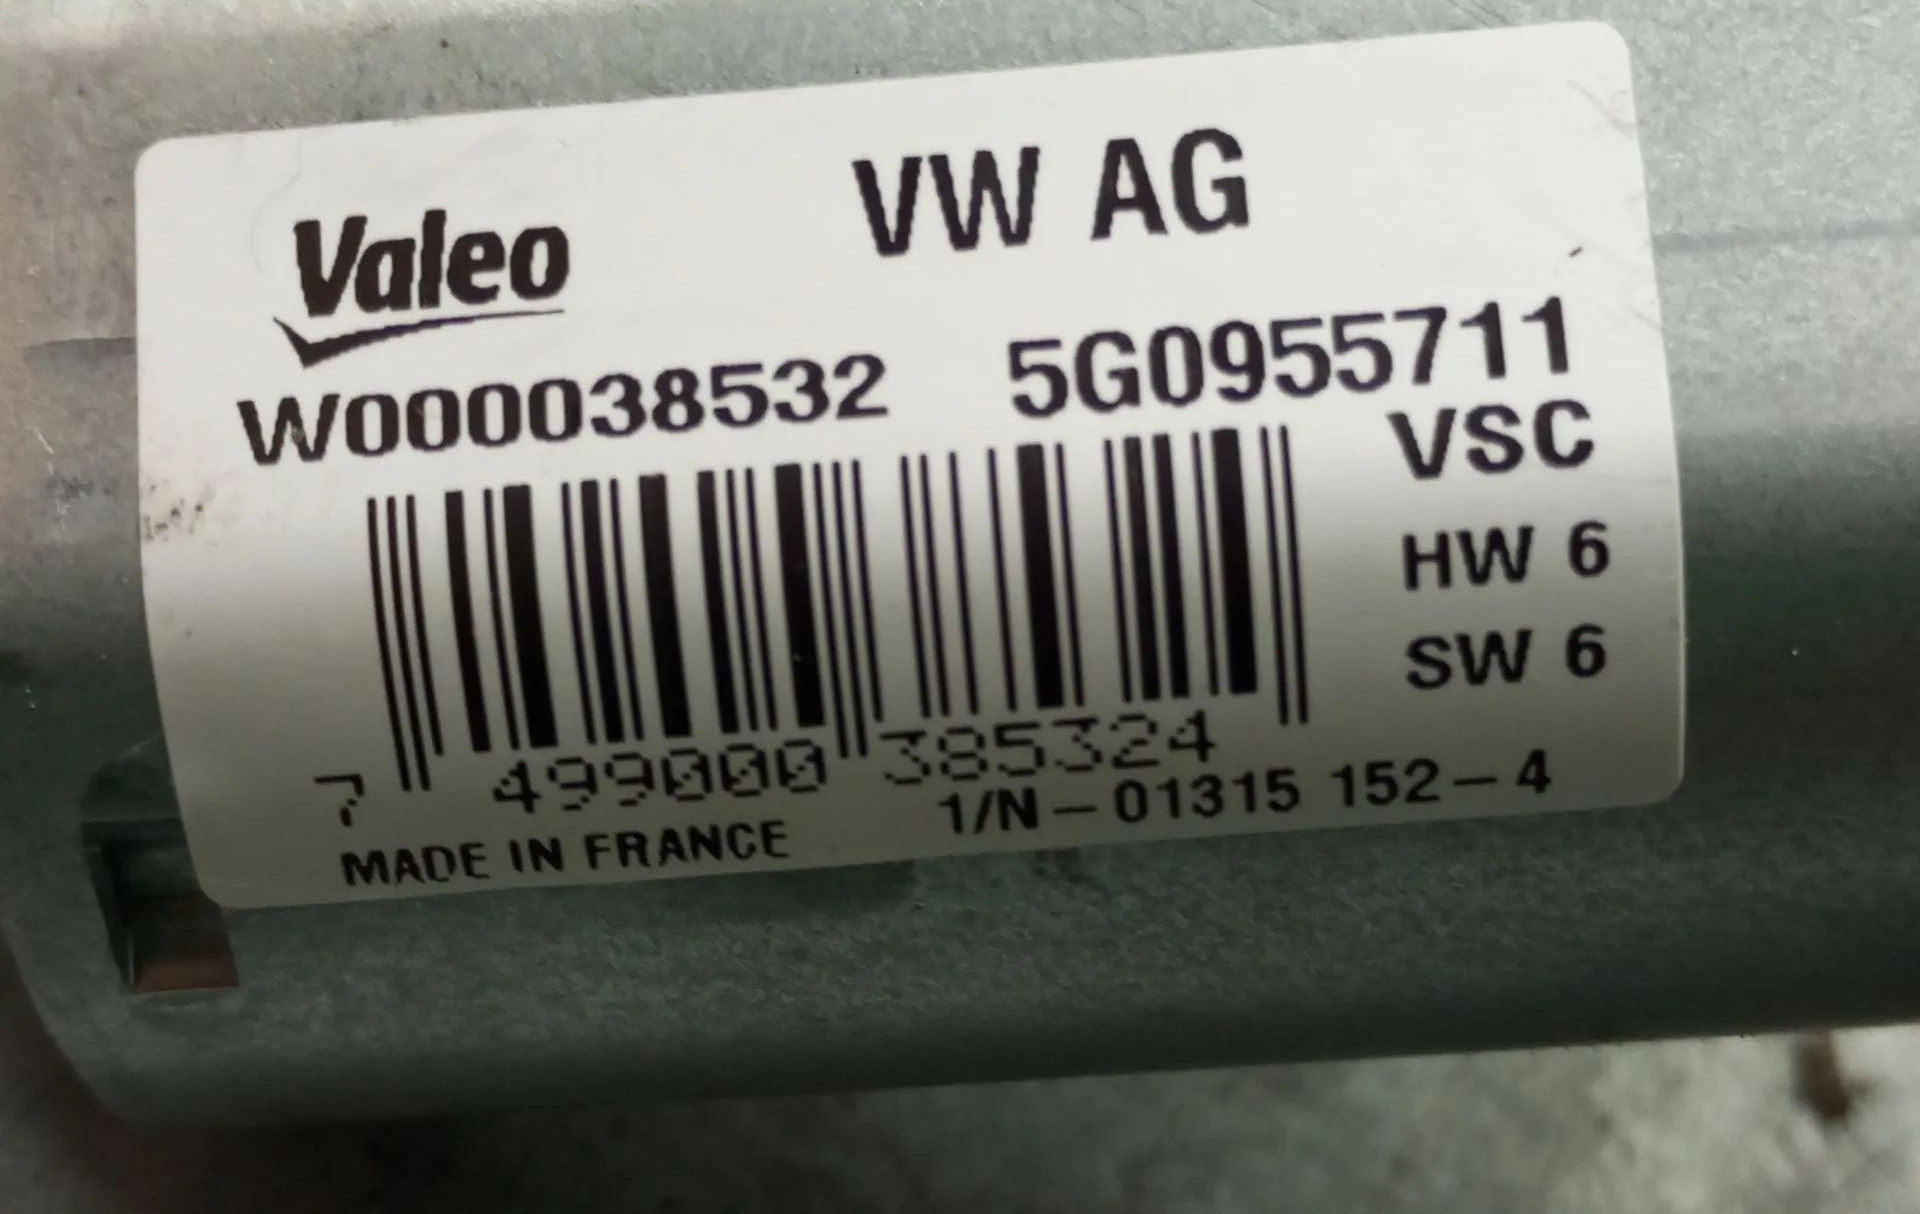 Valeo VW AG
W000038532 5G0955711
VSC
HW 6
SW 6
7 499000 385324
1/N-01315 152-4
MADE IN FRANCE